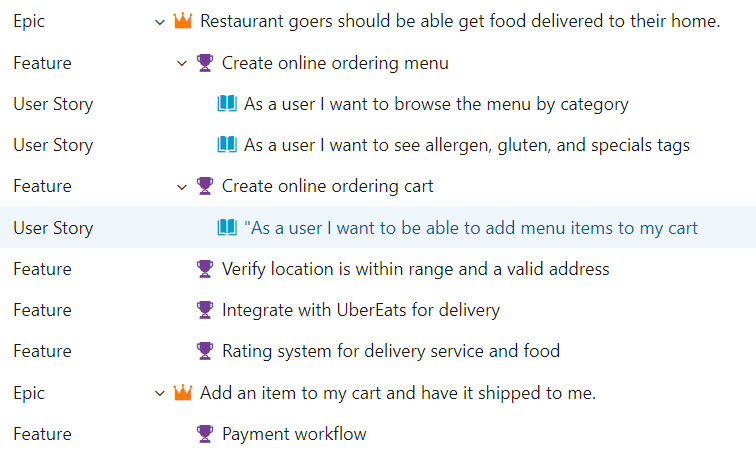 Epic Restaurant goers should be able get food delivered to their home.
Feature Create online ordering menu
User Story As a user I want to browse the menu by category
User Story As a user I want to see allergen, gluten, and specials tags
Feature Create online ordering cart
User Story "As a user I want to be able to add menu items to my cart
Feature Verify location is within range and a valid address
Feature Integrate with UberEats for delivery
Feature Rating system for delivery service and food
Epic Add an item to my cart and have it shipped to me.
Feature Payment workflow